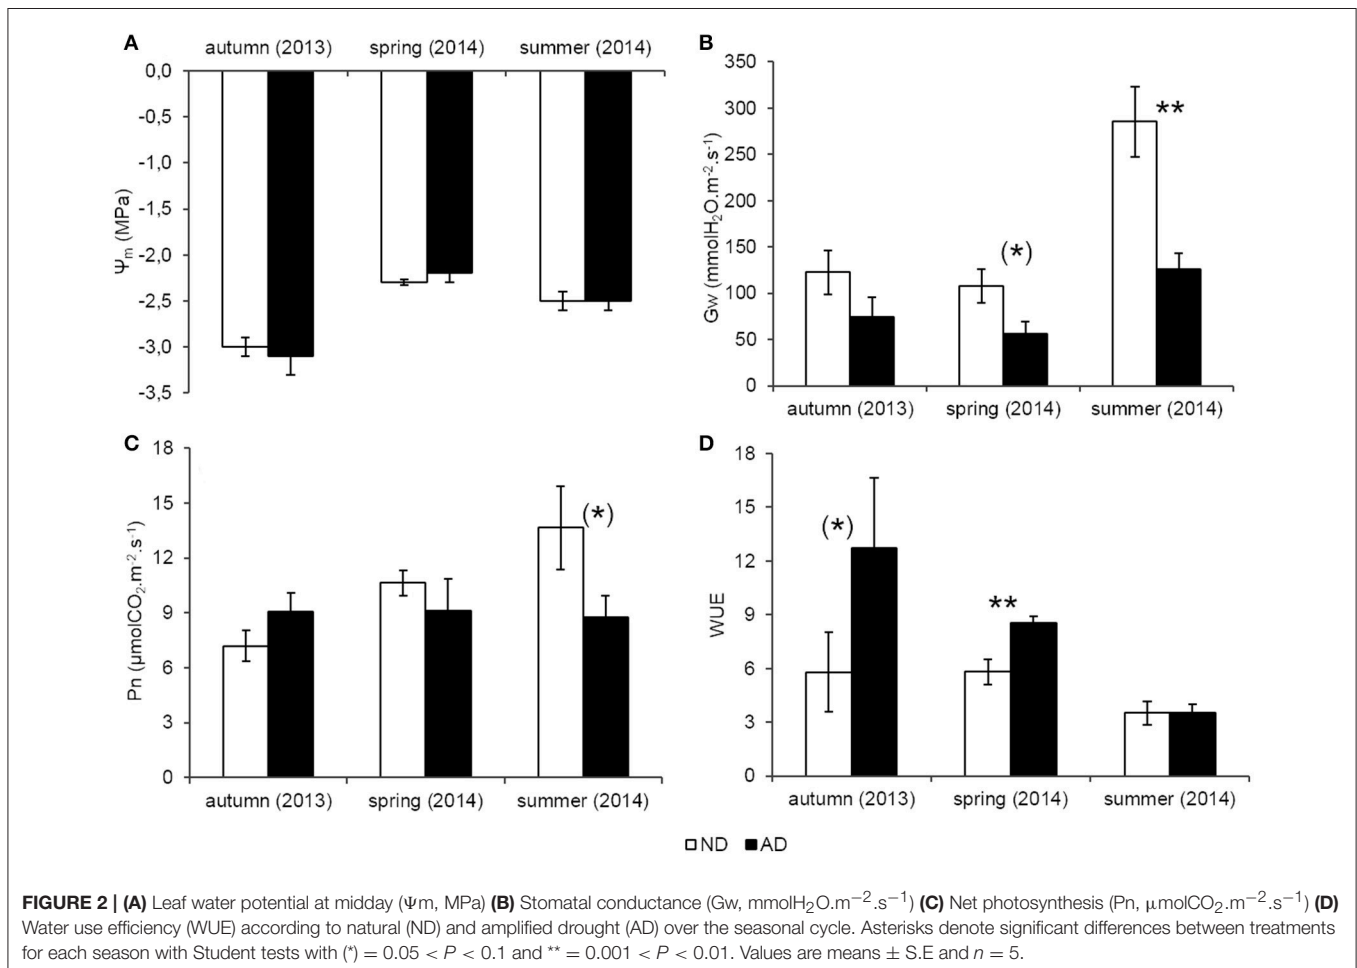 A
autumn (2013) spring (2014) summer (2014)
0,0
-0,5
-1,0
-1,5
-2,0
-2,5
-3,0
-3,5
Ψm (MPa)
B
350
300
250
200
150
100
50
0
Gw (mmolH2O.m-2.s-1)
**
(*)
autumn (2013) spring (2014) summer (2014)
C
18
15
12
9
6
3
0
Pn (µmolCO2.m-2.s-1)
(*)
autumn (2013) spring (2014) summer (2014)
D
18
15
12
9
6
3
0
WUE
(*)
**
autumn (2013) spring (2014) summer (2014)
ND AD
FIGURE 2 | (A) Leaf water potential at midday (Ψm, MPa) (B) Stomatal conductance (Gw, mmolH2O.m−2.s−1) (C) Net photosynthesis (Pn, µmolCO2.m−2.s−1) (D)
Water use efficiency (WUE) according to natural (ND) and amplified drought (AD) over the seasonal cycle. Asterisks denote significant differences between treatments
for each season with Student tests with (*) = 0.05 < P < 0.1 and ** = 0.001 < P < 0.01. Values are means ± S.E and n = 5.